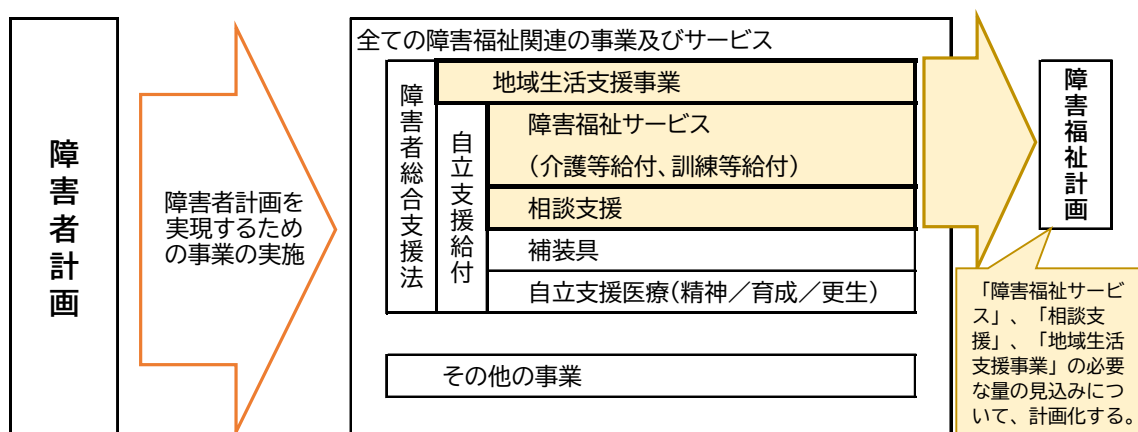 障害者計画
障害者計画を
実現するため
の事業の実施
全ての障害福祉関連の事業及びサービス
障害者総合支援法
地域生活支援事業
自立支援給付
障害福祉サービス
(介護等給付、訓練等給付)
相談支援
補装具
自立支援医療(精神／育成／更生)
その他の事業
障害福祉計画
「障害福祉サービ
ス」、「相談支
援」、「地域生活
支援事業」の必要
な量の見込みにつ
いて、計画化する。